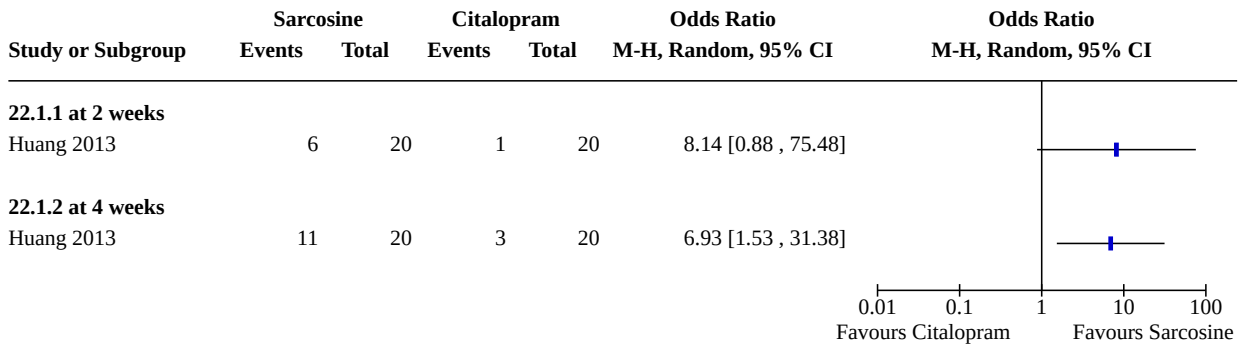 Sarcosine Citalopram Odds Ratio Odds Ratio
Study or Subgroup Events Total Events Total M-H, Random, 95% CI M-H, Random, 95% CI
22.1.1 at 2 weeks
Huang 2013 6 20 1 20 8.14 [0.88 , 75.48]
22.1.2 at 4 weeks
Huang 2013 11 20 3 20 6.93 [1.53 , 31.38]
0.01 0.1 1 10 100
Favours Citalopram Favours Sarcosine